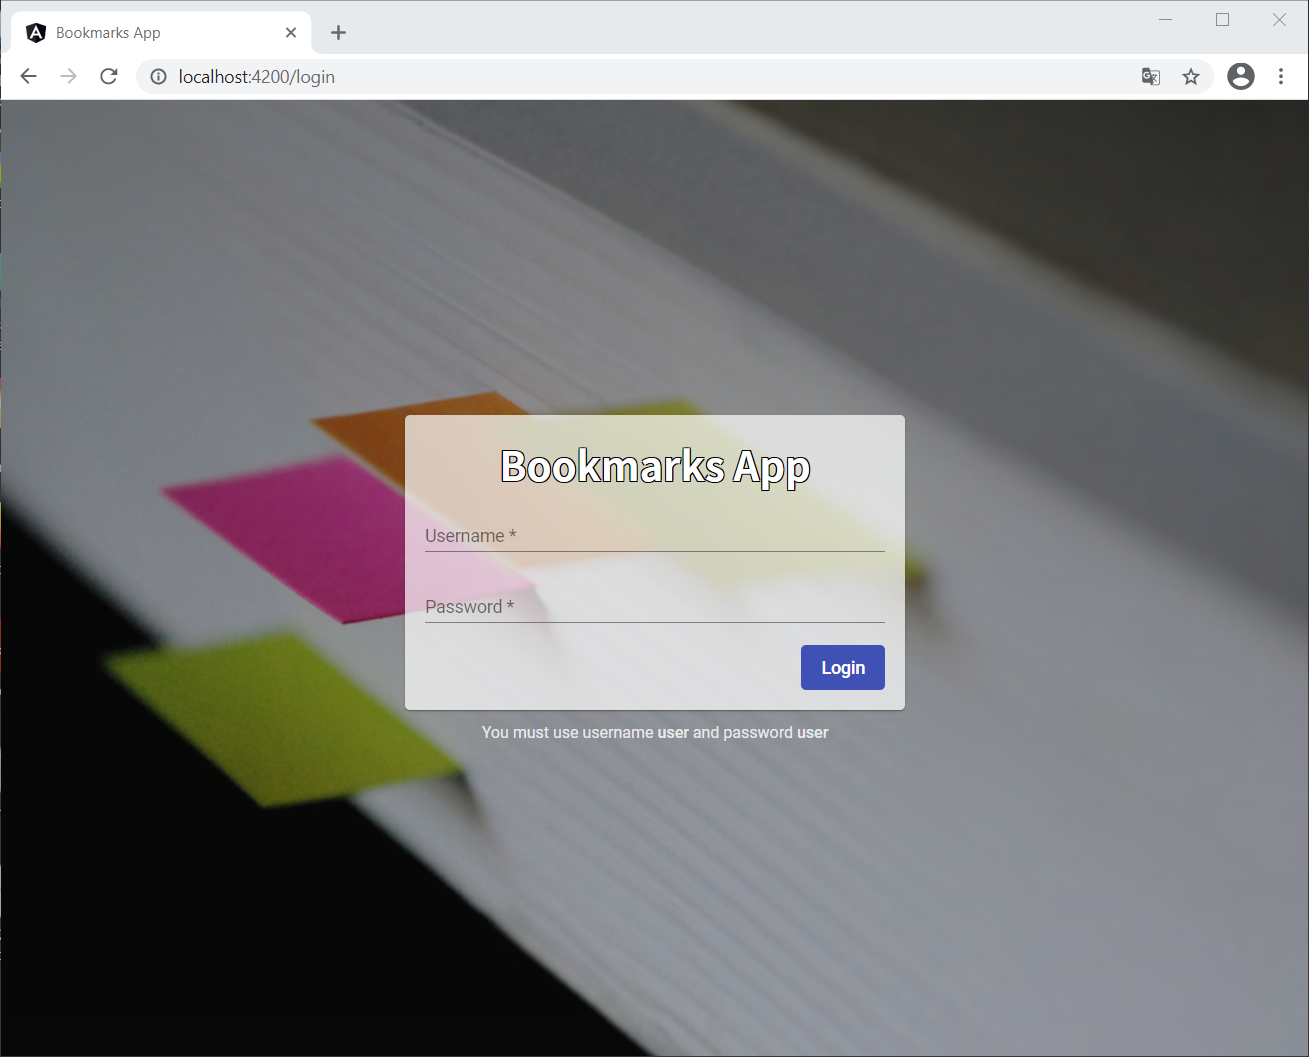 Bookmarks App
localhost:4200/login
Bookmarks App
Username *
Password *
Login
You must use username user and password user